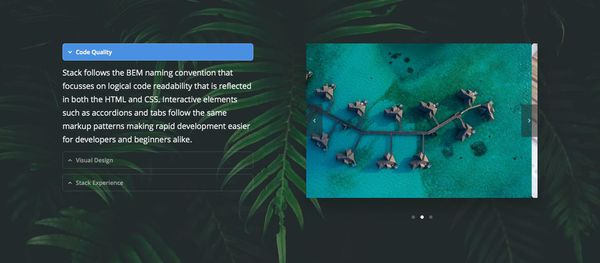 Code Quality
Stack follows the BEM naming convention that
focusses on logical code readability that is reflected
in both the HTML and CSS. Interactive elements
such as accordions and tabs follow the same
markup patterns making rapid development easier
for developers and beginners alike.
Visual Design
Stack Experience